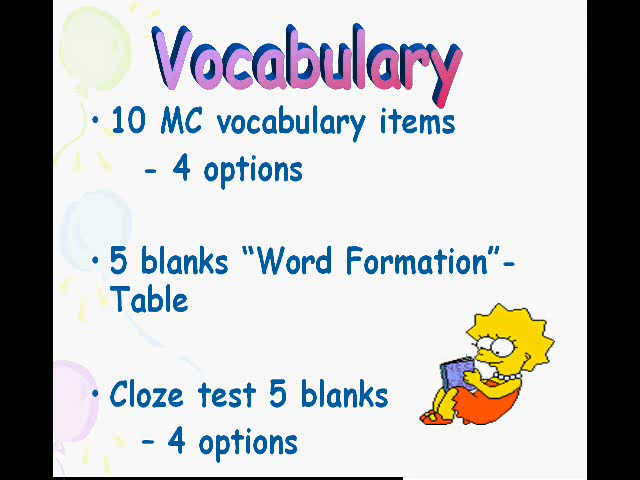 Vocabulary
• 10 MC vocabulary items
- 4 options
• 5 blanks “Word Formation”-
Table
• Cloze test 5 blanks
– 4 options